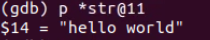 (gdb) p *str@11
$14 = "hello world"